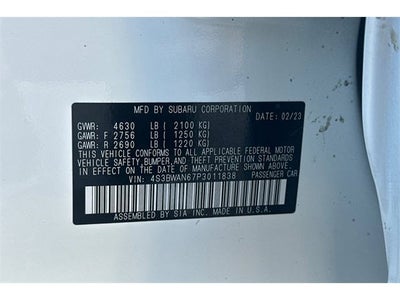 MFD BY SUBARU CORPORATION
DATE: 02/23
GVWR: 4630 LB ( 2100 KG)
GAWR: F 2756 LB ( 1250 KG)
GAWR: R 2690 LB ( 1220 KG)
THIS VEHICLE CONFORMS TO ALL APPLICABLE FEDERAL MOTOR
VEHICLE SAFETY, BUMPER, AND THEFT PREVENTION STANDARDS
IN EFFECT ON THE DATE OF MANUFACTURE SHOWN ABOVE.
VIN: 4S3BWAN67P3011838 PASSENGER CAR
ASSEMBLED BY SIA INC. MADE IN U.S.A.